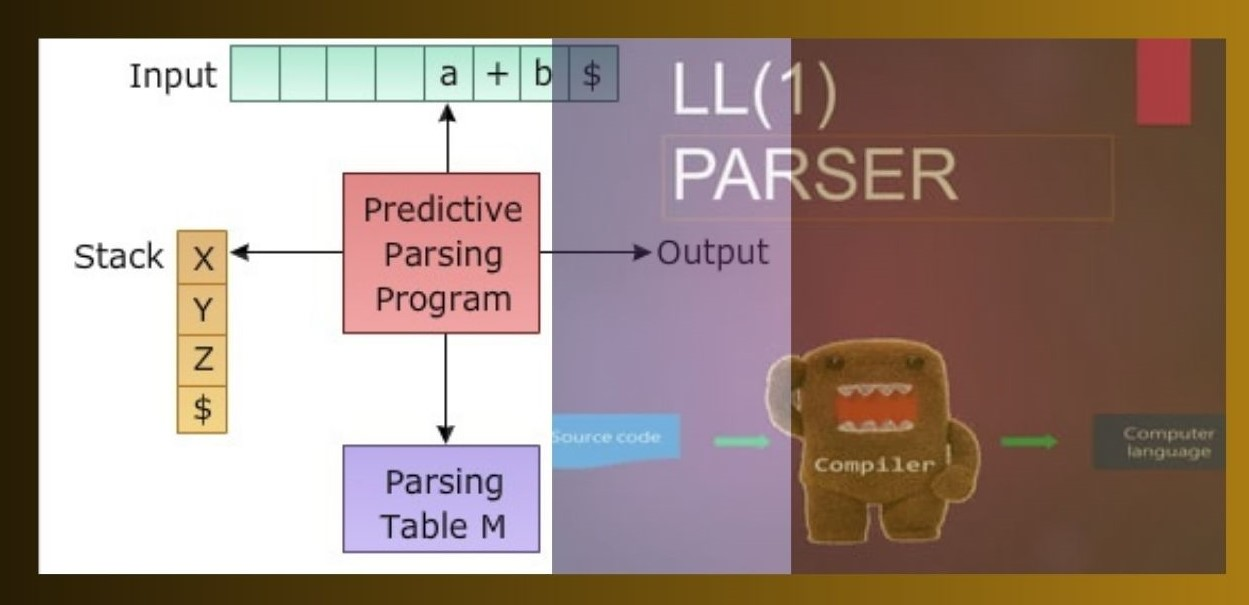 Input a + b $
LL(1)
PARSER
Predictive
Parsing
Program
Stack
X
Y
Z
$
Output
Parsing
Table M
Source code
Compiler
Computer
language